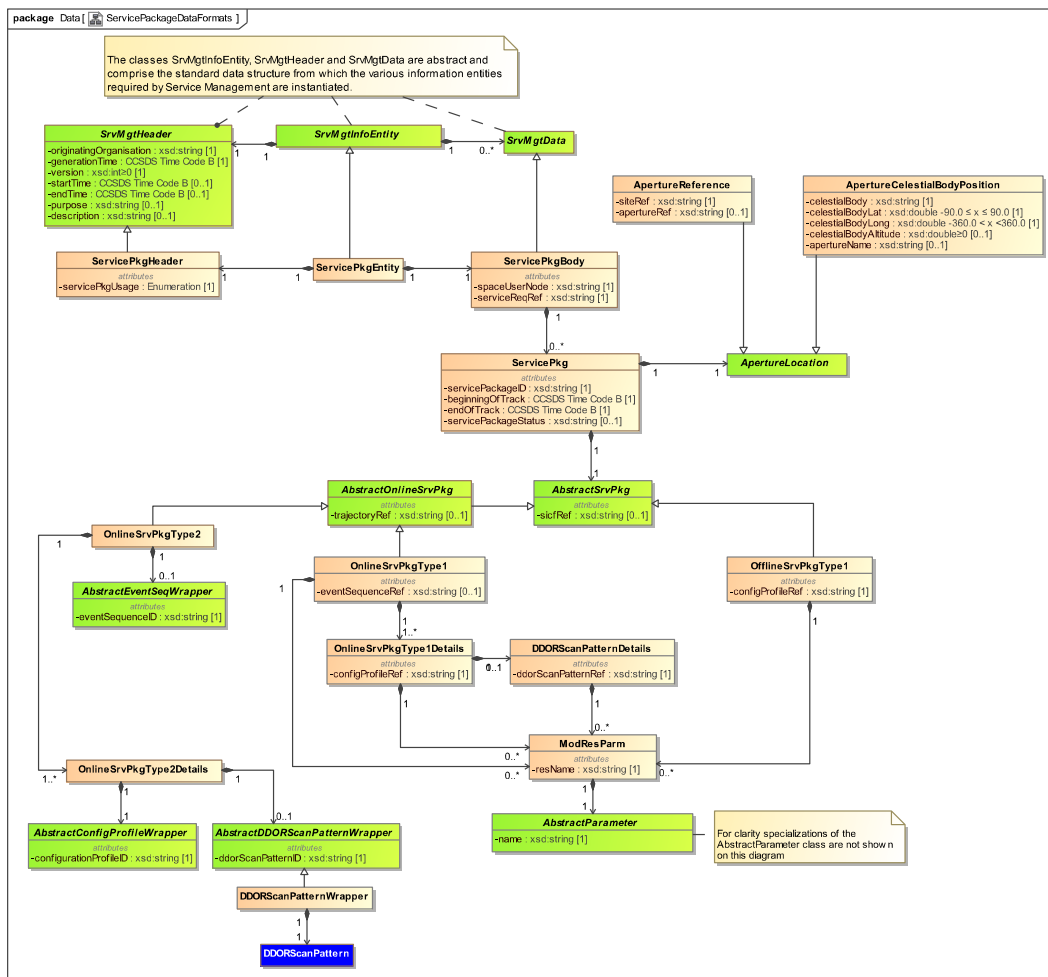 package Data [ ServicePackageDataFormats ]
The classes SrvMgtInfoEntity, SrvMgtHeader and SrvMgtData are abstract and
comprise the standard data structure from which the various information entities
required by Service Management are instantiated.
SrvMgtHeader
-originatingOrganisation : xsd:string [1]
-generationTime : CCSDS Time Code B [1]
-version : xsd:int≥0 [1]
-startTime : CCSDS Time Code B [0..1]
-endTime : CCSDS Time Code B [0..1]
-purpose : xsd:string [0..1]
-description : xsd:string [0..1]
1
1
SrvMgtInfoEntity
1
0..*
SrvMgtData
ApertureReference
-siteRef : xsd:string [1]
-apertureRef : xsd:string [0..1]
ApertureCelestialBodyPosition
-celestialBody : xsd:string [1]
-celestialBodyLat : xsd:double -90.0 ≤ x ≤ 90.0 [1]
-celestialBodyLong : xsd:double -360.0 < x <360.0 [1]
-celestialBodyAltitude : xsd:double≥0 [0..1]
-apertureName : xsd:string [0..1]
ServicePkgHeader
attributes
-servicePkgUsage : Enumeration [1]
1
1
ServicePkgEntity
1
1
ServicePkgBody
attributes
-spaceUserNode : xsd:string [1]
-serviceReqRef : xsd:string [1]
1
0..*
ServicePkg
attributes
-servicePackageID : xsd:string [1]
-beginningOfTrack : CCSDS Time Code B [1]
-endOfTrack : CCSDS Time Code B [1]
-servicePackageStatus : xsd:string [0..1]
1
1
ApertureLocation
1
1
AbstractOnlineSrvPkg
attributes
-trajectoryRef : xsd:string [0..1]
AbstractSrvPkg
attributes
-sicfRef : xsd:string [0..1]
OnlineSrvPkgType2
1
1
0..1
AbstractEventSeqWrapper
attributes
-eventSequenceID : xsd:string [1]
OnlineSrvPkgType1
attributes
-eventSequenceRef : xsd:string [0..1]
1
1
1..*
OfflineSrvPkgType1
attributes
-configProfileRef : xsd:string [1]
1
OnlineSrvPkgType1Details
attributes
-configProfileRef : xsd:string [1]
1
0..1
1
DDORScanPatternDetails
attributes
-ddorScanPatternRef : xsd:string [1]
1
0..*
0..*
0..*
0..*
ModResParm
attributes
-resName : xsd:string [1]
1
1
1..*
OnlineSrvPkgType2Details
1
1
1
0..1
AbstractConfigProfileWrapper
attributes
-configurationProfileID : xsd:string [1]
AbstractDDORScanPatternWrapper
attributes
-ddorScanPatternID : xsd:string [1]
AbstractParameter
-name : xsd:string [1]
For clarity specializations of the
AbstractParameter class are not shown
on this diagram
DDORScanPatternWrapper
1
1
DDORScanPattern